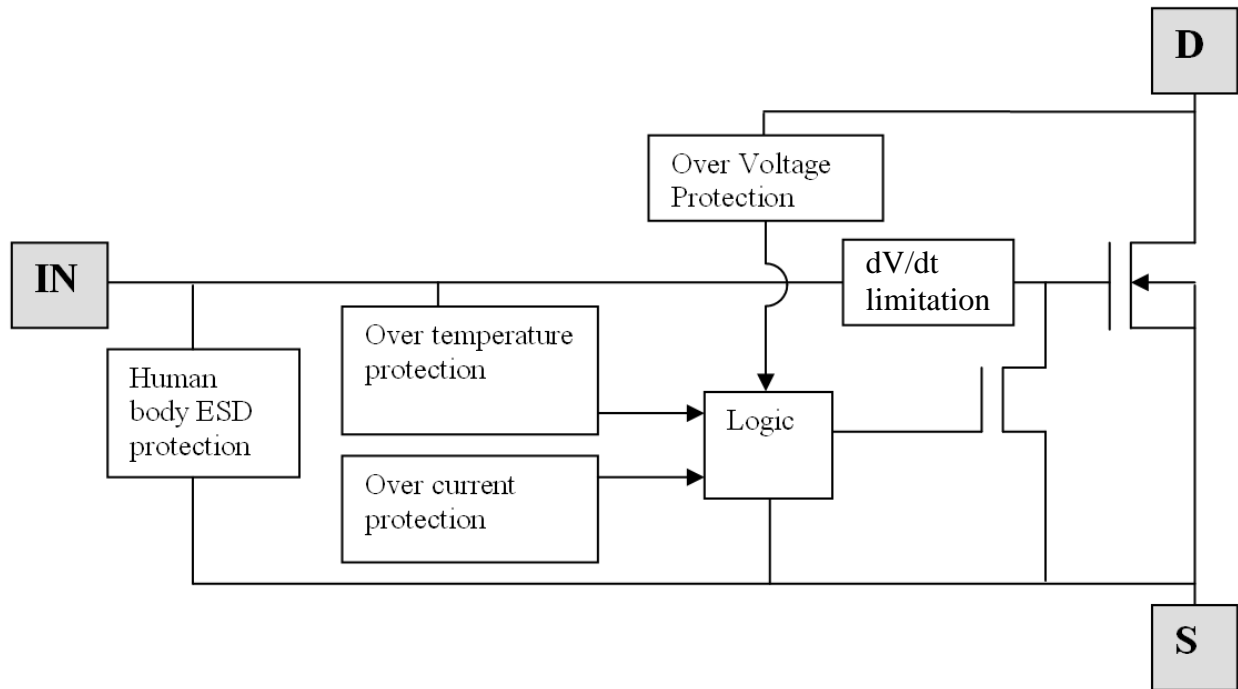 D
Over Voltage
Protection
IN
dV/dt
limitation
Over temperature
protection
Human
body ESD
protection
Logic
Over current
protection
S